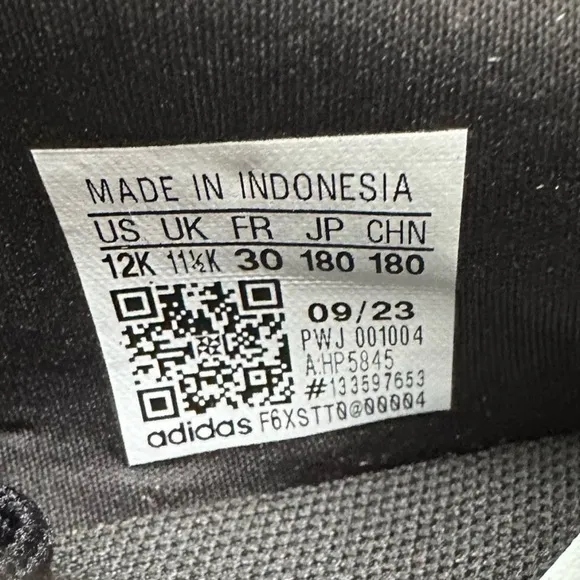 MADE IN INDONESIA
US UK FR JP CHN
12K 11½K 30 180 180
09/23
PWJ 001004
A:HP5845
#133597653
adidas F6XSTT0@00004